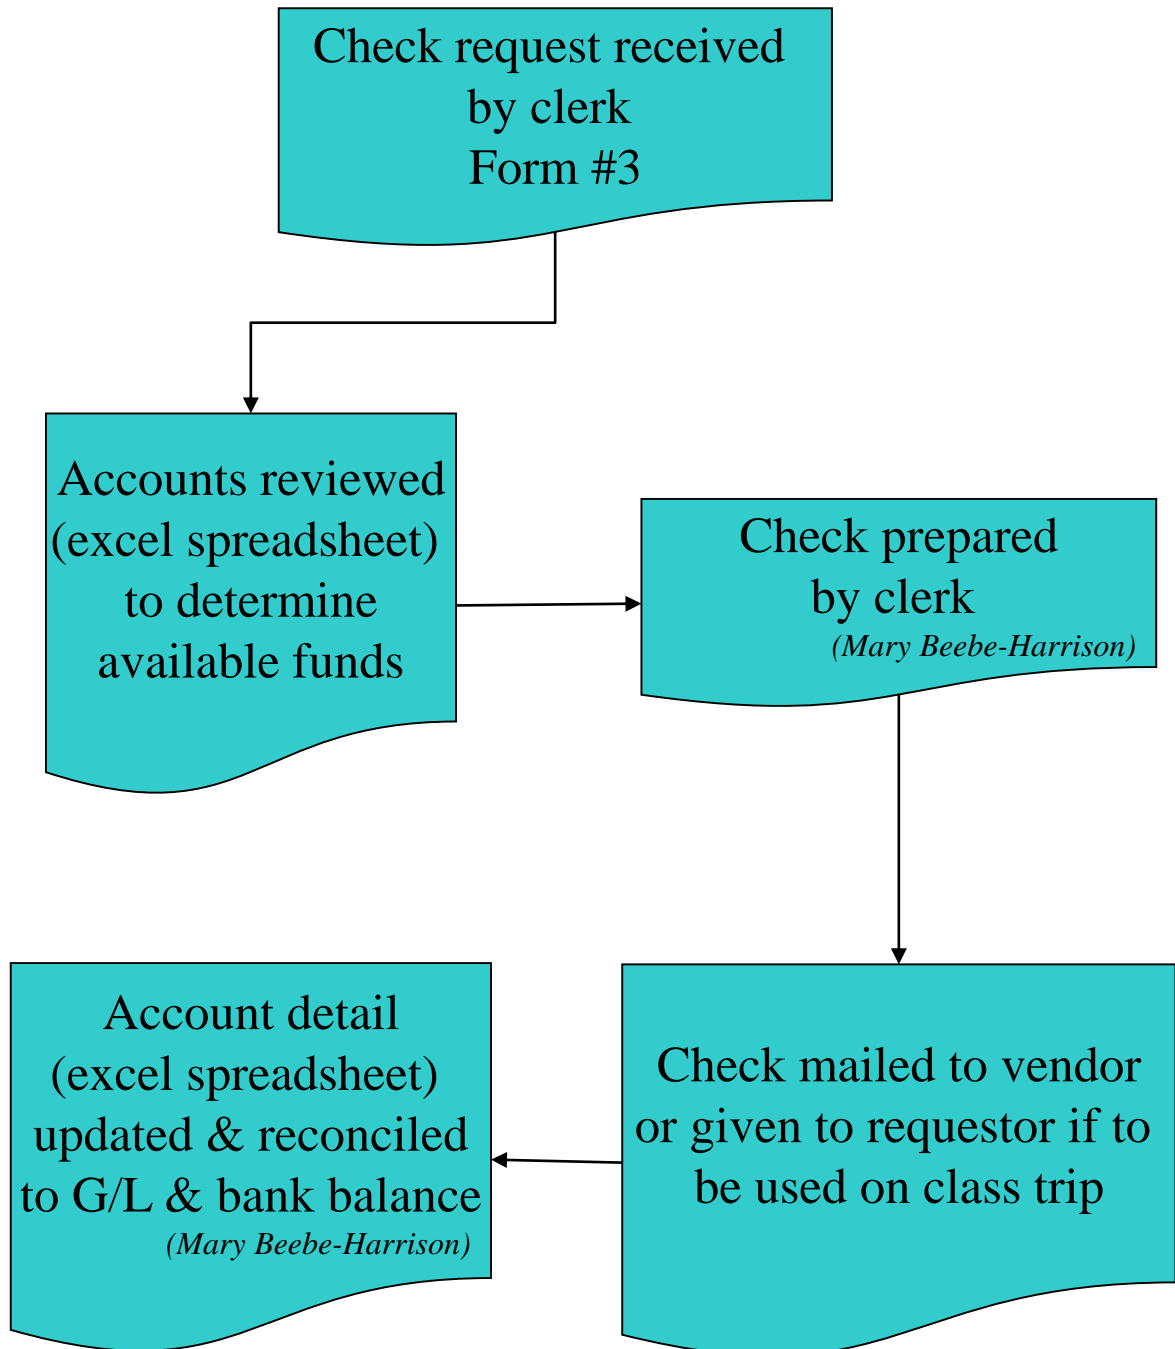 Check request received
by clerk
Form #3
Accounts reviewed
(excel spreadsheet)
to determine
available funds
Check prepared
by clerk
(Mary Beebe-Harrison)
Check mailed to vendor
or given to requestor if to
be used on class trip
Account detail
(excel spreadsheet)
updated & reconciled
to G/L & bank balance
(Mary Beebe-Harrison)